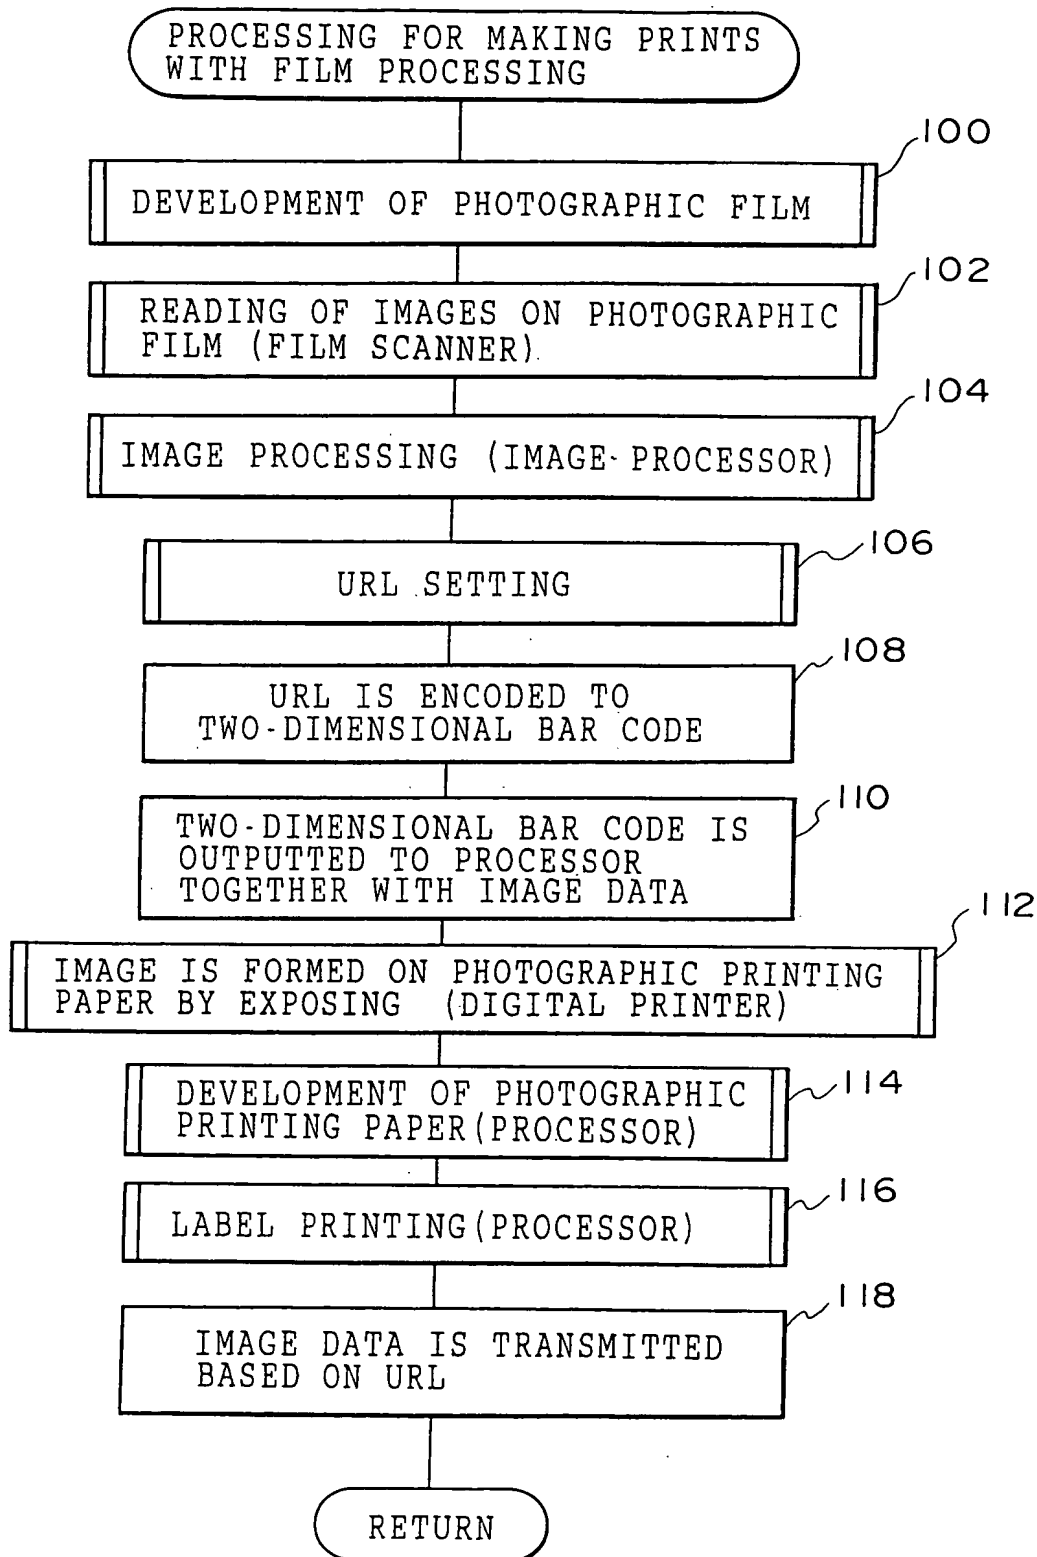 PROCESSING FOR MAKING PRINTS
WITH FILM PROCESSING
100
DEVELOPMENT OF PHOTOGRAPHIC FILM
102
READING OF IMAGES ON PHOTOGRAPHIC
FILM (FILM SCANNER)
104
IMAGE PROCESSING (IMAGE PROCESSOR)
106
URL SETTING
108
URL IS ENCODED TO
TWO-DIMENSIONAL BAR CODE
110
TWO-DIMENSIONAL BAR CODE IS
OUTPUTTED TO PROCESSOR
TOGETHER WITH IMAGE DATA
112
IMAGE IS FORMED ON PHOTOGRAPHIC PRINTING
PAPER BY EXPOSING (DIGITAL PRINTER)
114
DEVELOPMENT OF PHOTOGRAPHIC
PRINTING PAPER(PROCESSOR)
116
LABEL PRINTING(PROCESSOR)
118
IMAGE DATA IS TRANSMITTED
BASED ON URL
RETURN